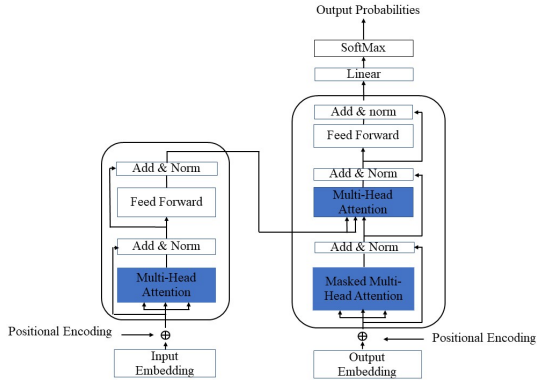 Output Probabilities
SoftMax
Linear
Add & norm
Feed Forward
Add & Norm
Multi-Head
Attention
Add & Norm
Masked Multi-
Head Attention
Positional Encoding
Output
Embedding
Add & Norm
Feed Forward
Add & Norm
Multi-Head
Attention
Positional Encoding
Input
Embedding